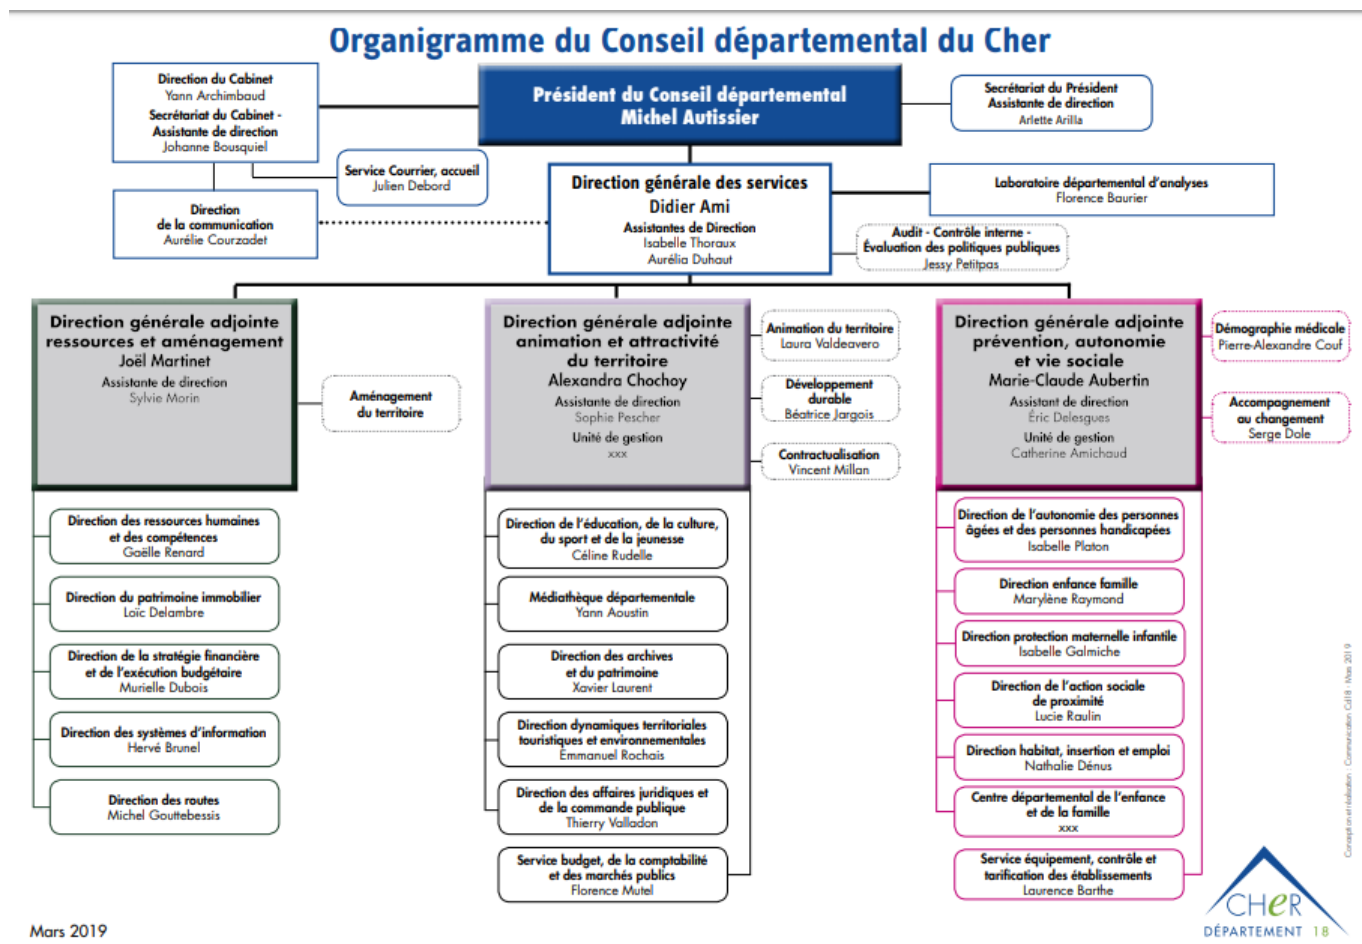 Organigramme du Conseil départemental du Cher
Direction du Cabinet
Yann Archimbaud
Secrétariat du Cabinet -
Assistante de direction
Johanne Bousquiel
Président du Conseil départemental
Michel Autissier
Secrétariat du Président
Assistante de direction
Arlette Arilla
Service Courrier, accueil
Julien Debord
Direction
de la communication
Aurélie Courzadet
Direction générale des services
Didier Ami
Assistantes de Direction
Isabelle Thoraux
Aurélia Duhaut
Laboratoire départemental d'analyses
Florence Baurier
Audit - Contrôle interne -
Évaluation des politiques publiques
Jessy Petitpas
Direction générale adjointe
ressources et aménagement
Joël Martinet
Assistante de direction
Sylvie Morin
Aménagement
du territoire
Direction des ressources humaines
et des compétences
Gaëlle Renard
Direction du patrimoine immobilier
Loïc Delambre
Direction de la stratégie financière
et de l'exécution budgétaire
Murielle Dubois
Direction des systèmes d'information
Hervé Brunel
Direction des routes
Michel Gouttebessis
Direction générale adjointe
animation et attractivité
du territoire
Alexandra Chochoy
Assistante de direction
Sophie Pescher
Unité de gestion
xxx
Animation du territoire
Laura Valdeavero
Développement
durable
Béatrice Jargois
Contractualisation
Vincent Millan
Direction de l'éducation, de la culture,
du sport et de la jeunesse
Céline Rudelle
Médiathèque départementale
Yann Aoustin
Direction des archives
et du patrimoine
Xavier Laurent
Direction dynamiques territoriales
touristiques et environnementales
Emmanuel Rochais
Direction des affaires juridiques et
de la commande publique
Thierry Valladon
Service budget, de la comptabilité
et des marchés publics
Florence Mutel
Direction générale adjointe
prévention, autonomie
et vie sociale
Marie-Claude Aubertin
Assistant de direction
Éric Delesgues
Unité de gestion
Catherine Amichaud
Démographie médicale
Pierre-Alexandre Couf
Accompagnement
au changement
Serge Dole
Direction de l'autonomie des personnes
âgées et des personnes handicapées
Isabelle Platon
Direction enfance famille
Marylène Raymond
Direction protection maternelle infantile
Isabelle Galmiche
Direction de l'action sociale
de proximité
Lucie Raulin
Direction habitat, insertion et emploi
Nathalie Dénus
Centre départemental de l'enfance
et de la famille
xxx
Service équipement, contrôle et
tarification des établissements
Laurence Barthe
Conception et réalisation : Communication Cd18 - Mars 2019
CHeR
DÉPARTEMENT 18
Mars 2019